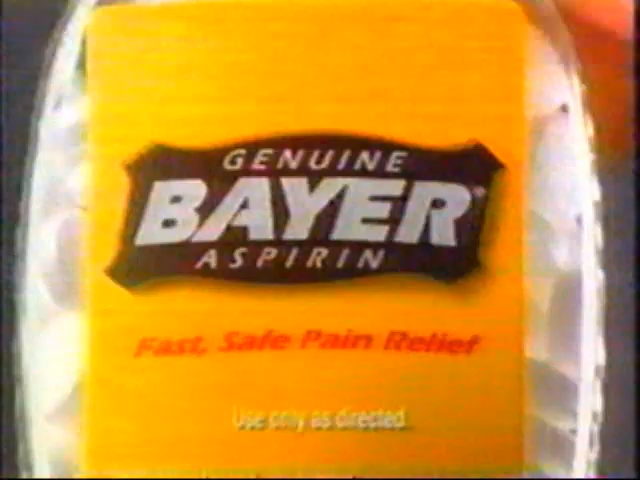 GENUINE
BAYER®
ASPIRIN
Fast, Safe Pain Relief
Use only as directed.